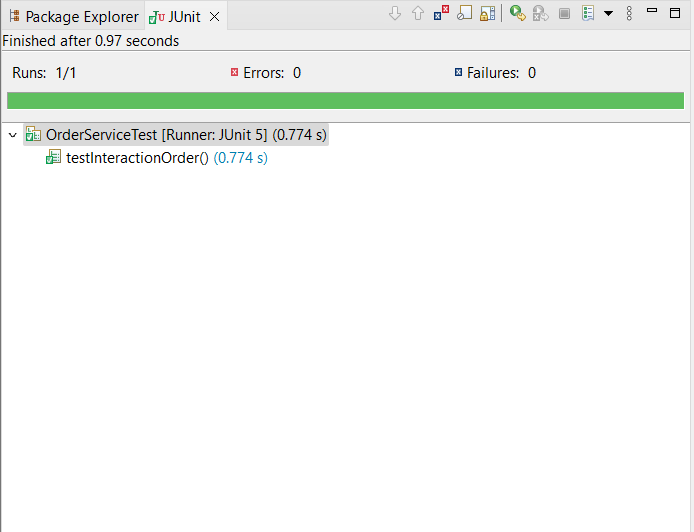 Package Explorer JUnit
Finished after 0.97 seconds
Runs: 1/1 Errors: 0 Failures: 0
OrderServiceTest [Runner: JUnit 5] (0.774 s)
testInteractionOrder() (0.774 s)